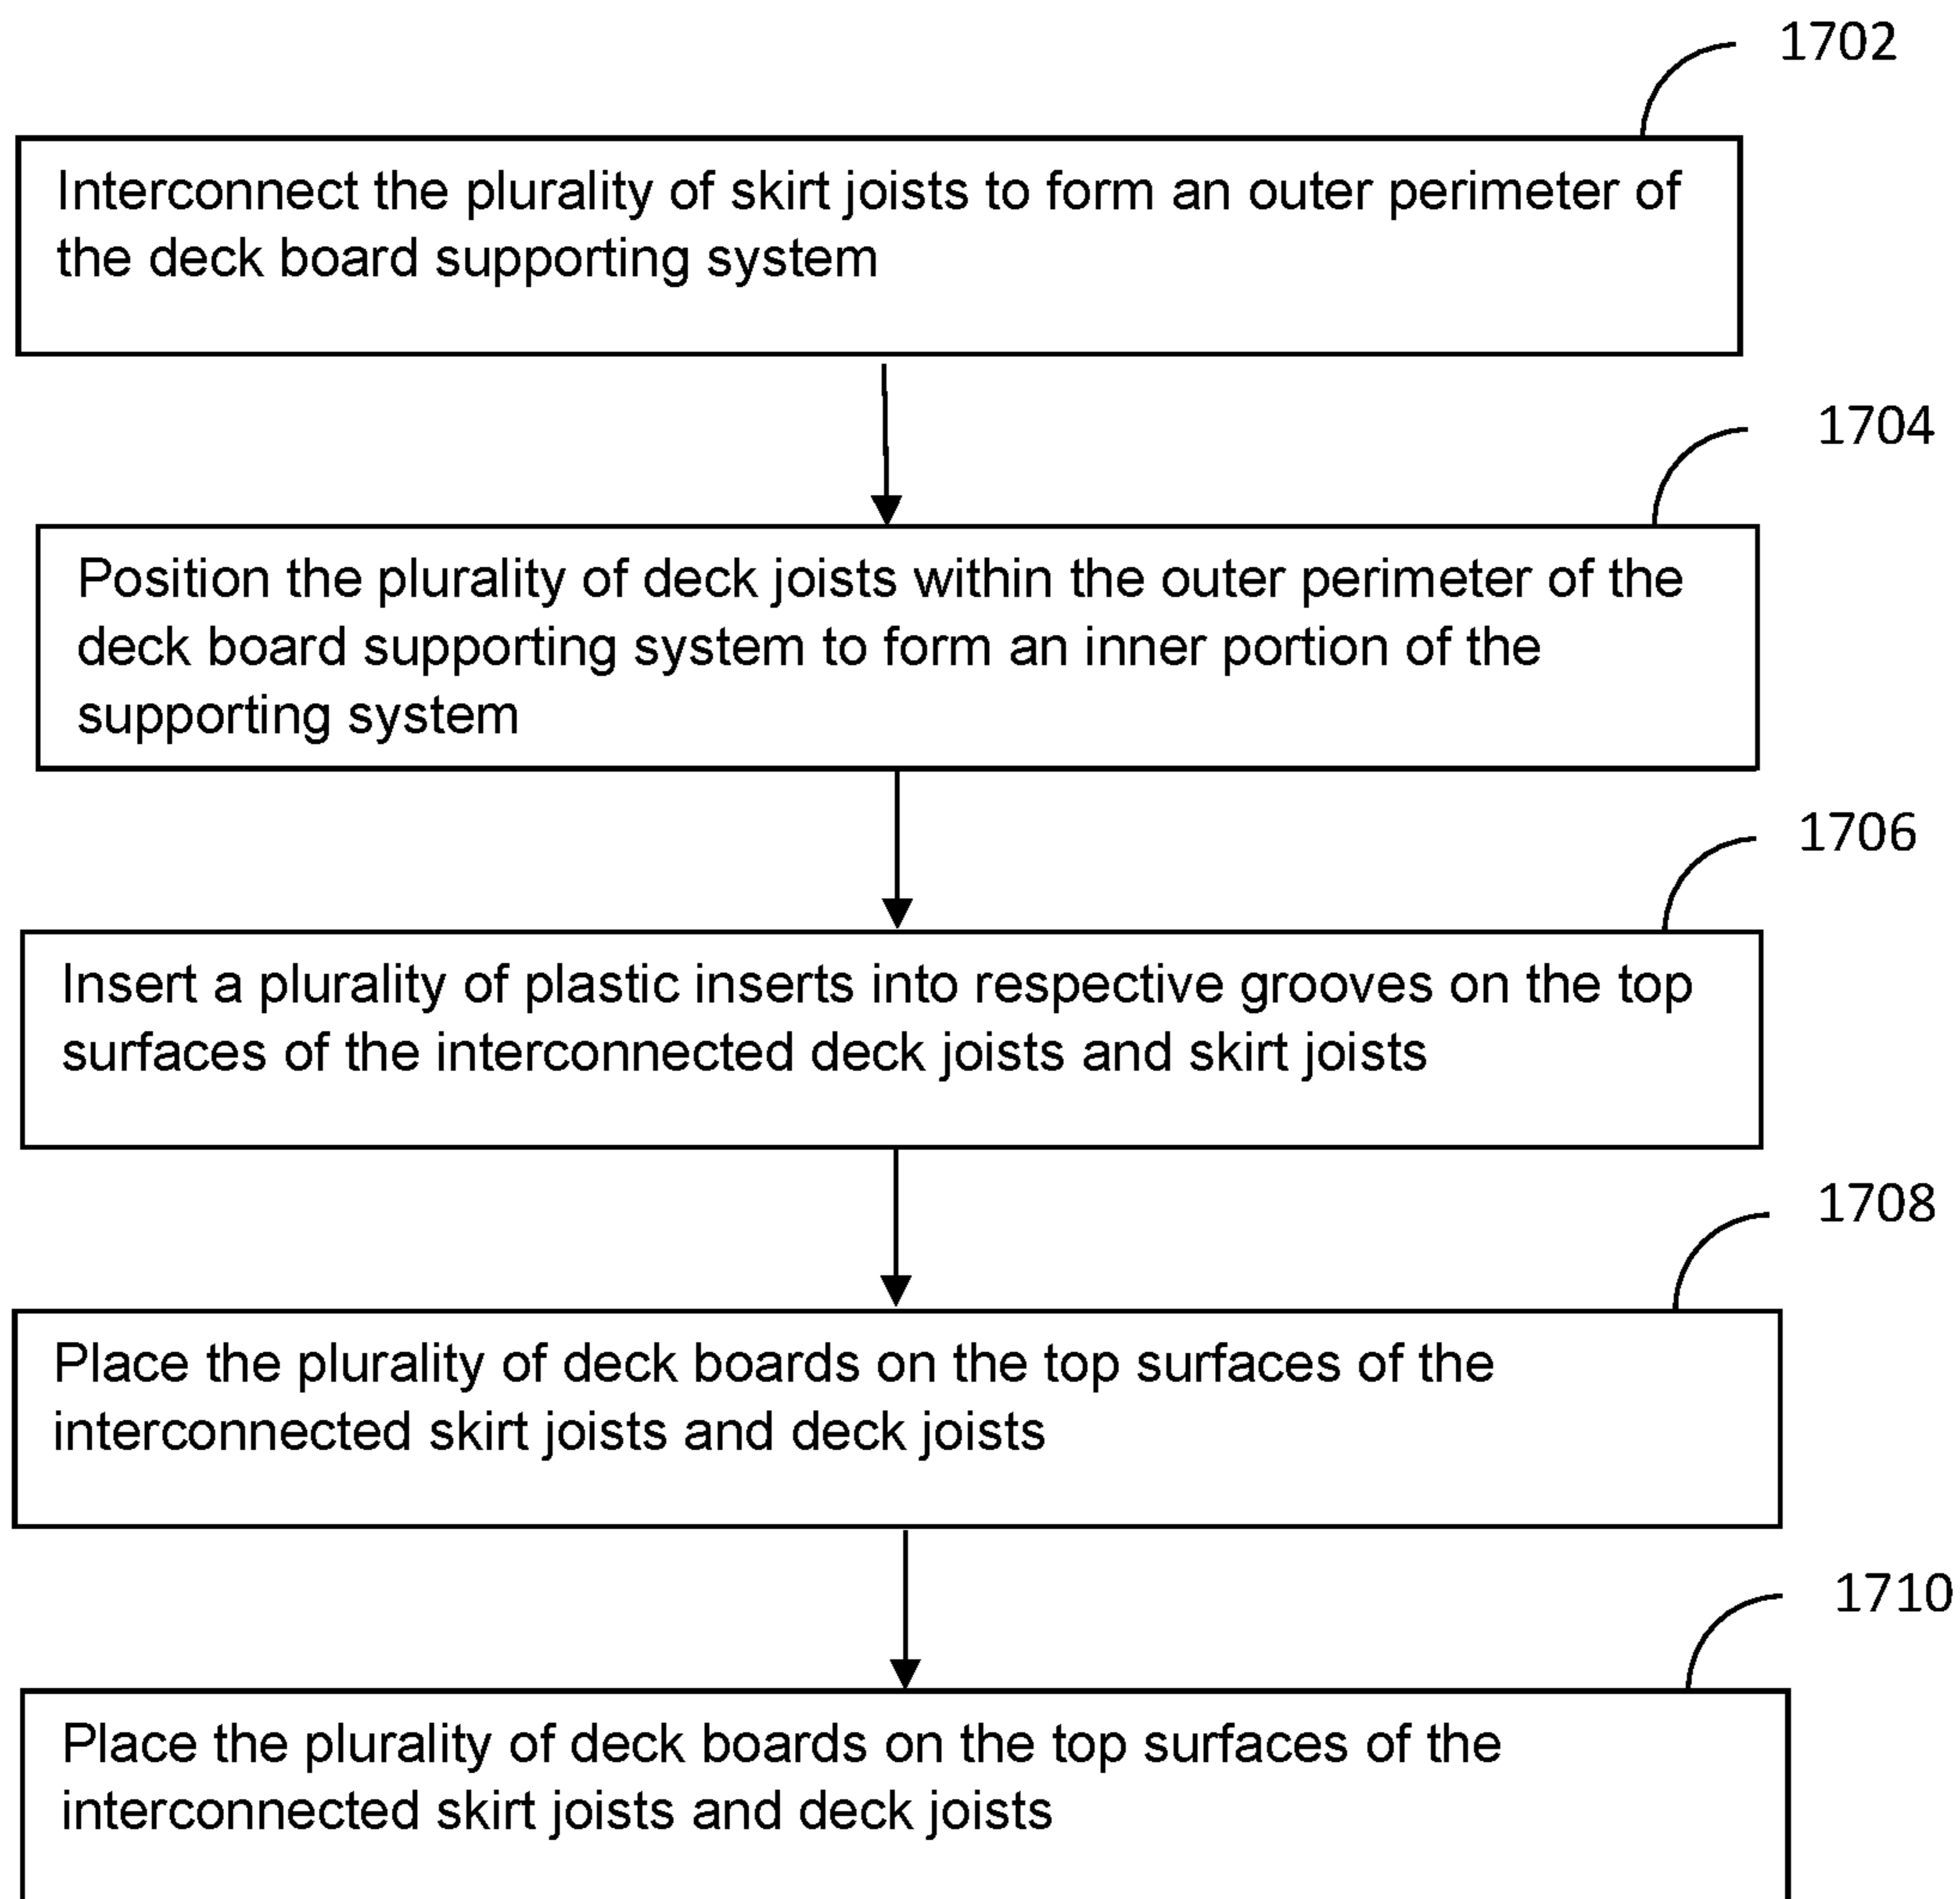 1702
Interconnect the plurality of skirt joists to form an outer perimeter of
the deck board supporting system
1704
Position the plurality of deck joists within the outer perimeter of the
deck board supporting system to form an inner portion of the
supporting system
1706
Insert a plurality of plastic inserts into respective grooves on the top
surfaces of the interconnected deck joists and skirt joists
1708
Place the plurality of deck boards on the top surfaces of the
interconnected skirt joists and deck joists
1710
Place the plurality of deck boards on the top surfaces of the
interconnected skirt joists and deck joists